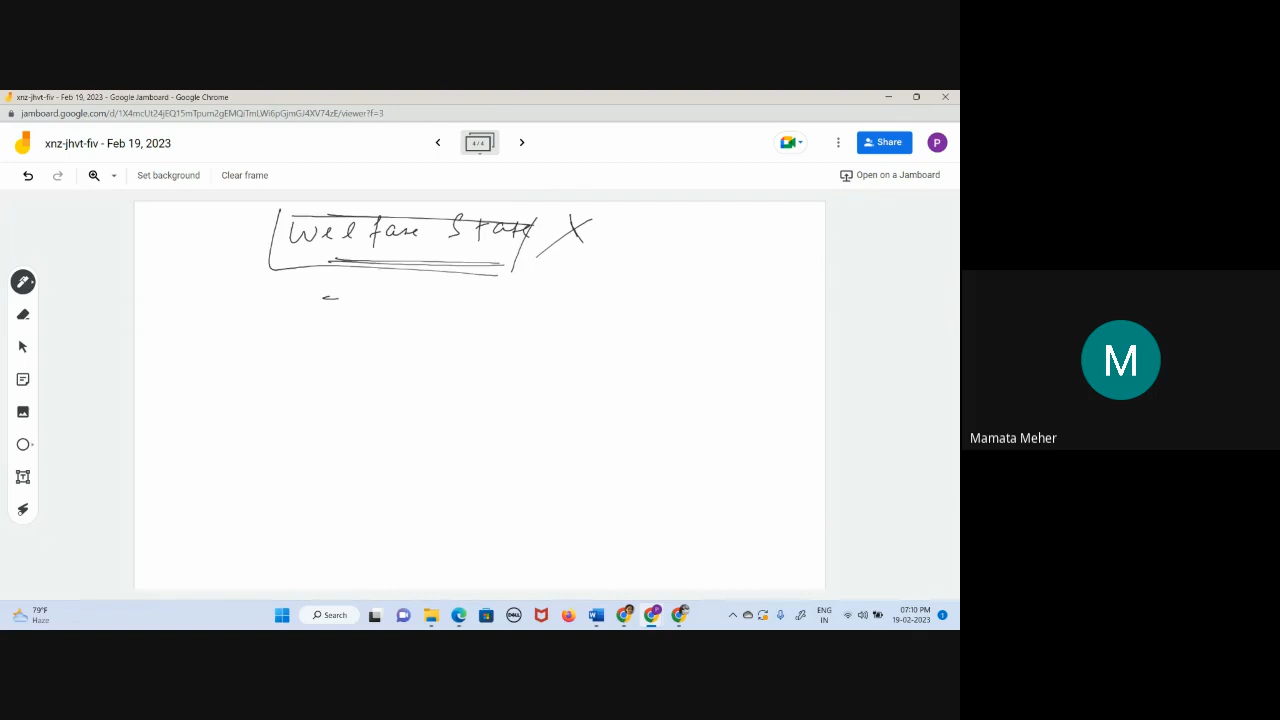 xnz-jhvt-fiv - Feb 19, 2023 - Google Jamboard - Google Chrome
jamboard.google.com/d/1X4mcUt24jEQ15mTpum2gEMQiTmLWi6pGjmGJ4XV74zE/viewer?f=3
xnz-jhvt-fiv - Feb 19, 2023
4/4
Share
P
Set background
Clear frame
Open on a Jamboard
Welfare State X
M
Mamata Meher
79°F
Haze
Search
ENG
IN
07:10 PM
19-02-2023